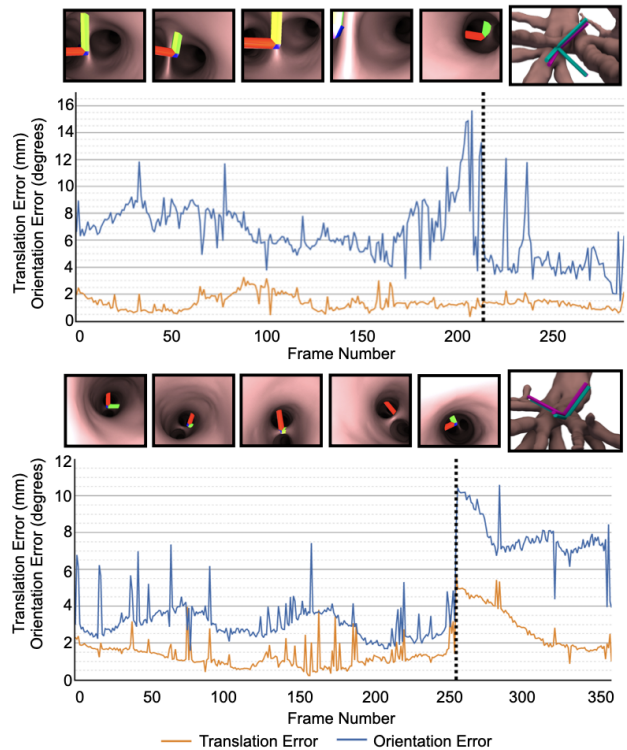 Translation Error (mm)
Orientation Error (degrees)
16
14
12
10
8
6
4
2
0
0 50 100 150 200 250
Frame Number
Translation Error (mm)
Orientation Error (degrees)
12
10
8
6
4
2
0
0 50 100 150 200 250 300 350
Frame Number
Translation Error Orientation Error